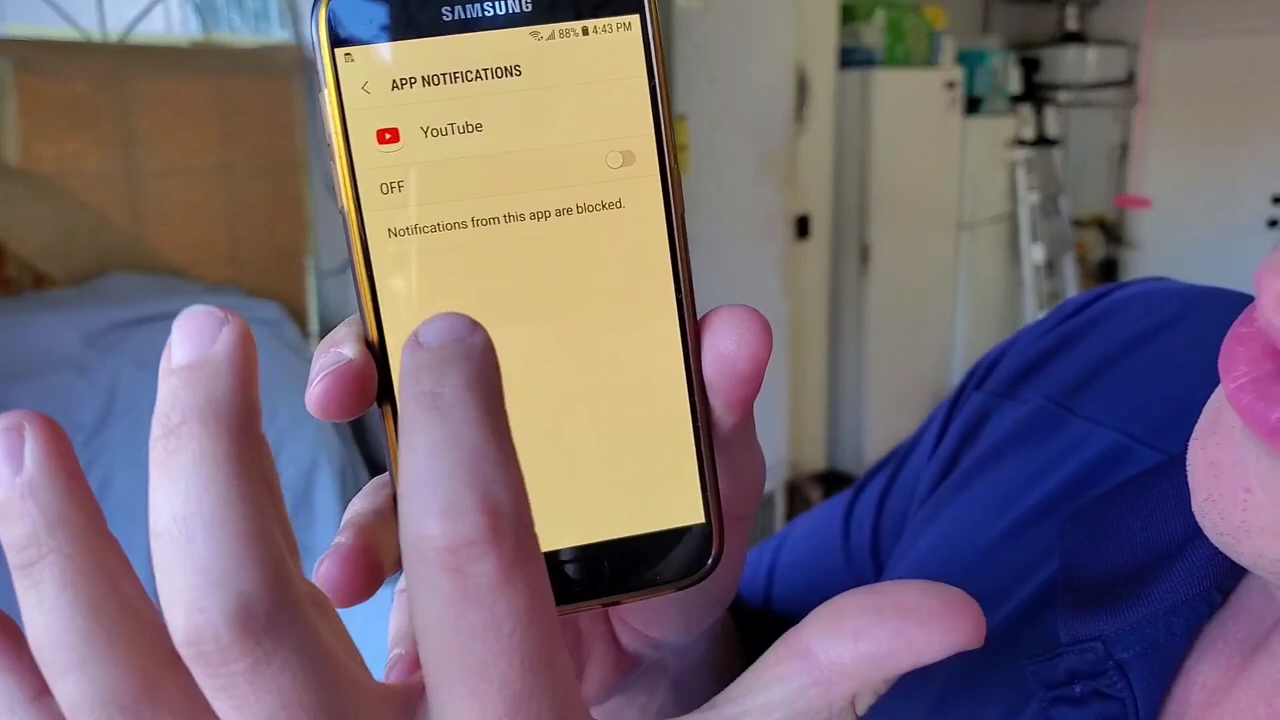 SAMSUNG
88% 4:43 PM
APP NOTIFICATIONS
YouTube
OFF
Notifications from this app are blocked.